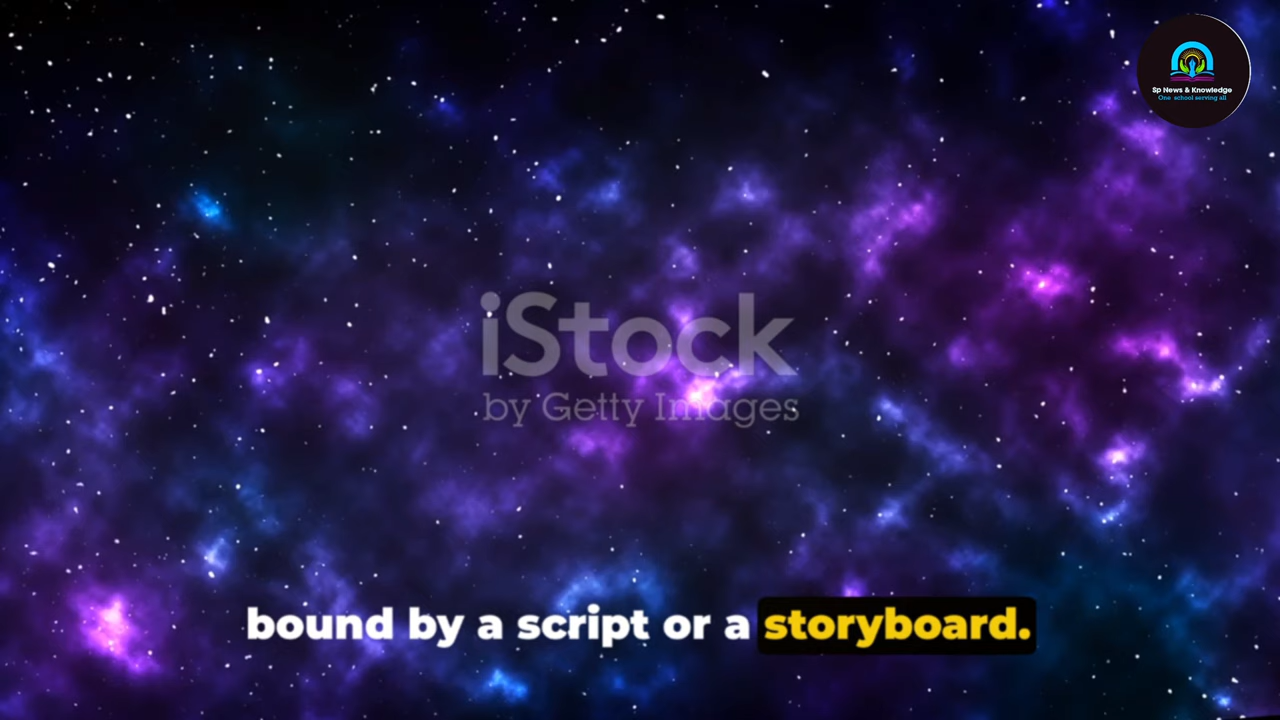 Sp News & Knowledge
One school serving all
iStock
by Getty Images
bound by a script or a storyboard.